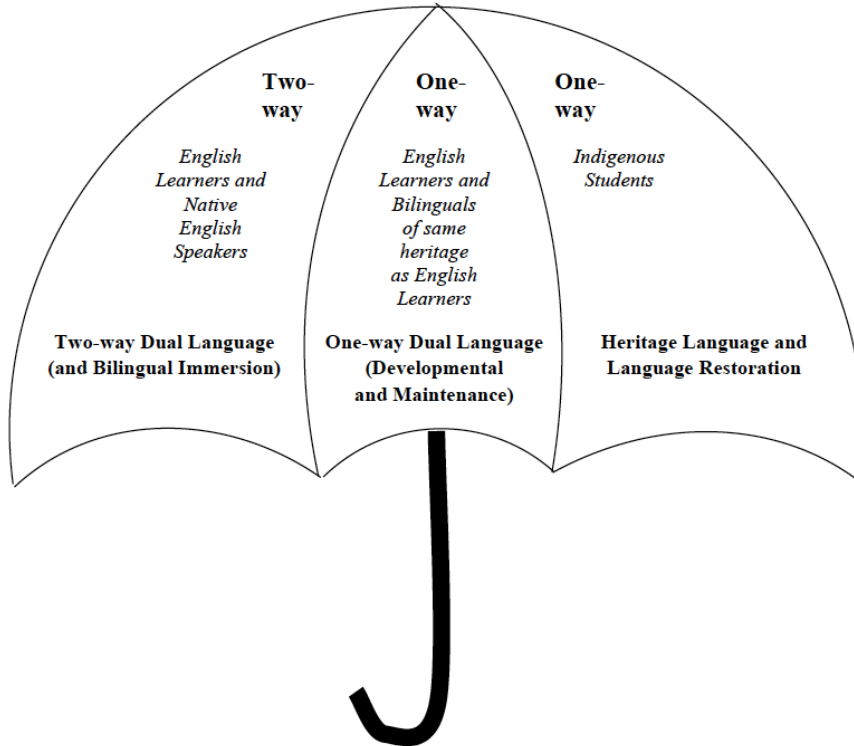 Two-
way
English
Learners and
Native
English
Speakers
Two-way Dual Language
(and Bilingual Immersion)
One-
way
English
Learners and
Bilinguals
of same
heritage
as English
Learners
One-way Dual Language
(Developmental
and Maintenance)
One-
way
Indigenous
Students
Heritage Language and
Language Restoration